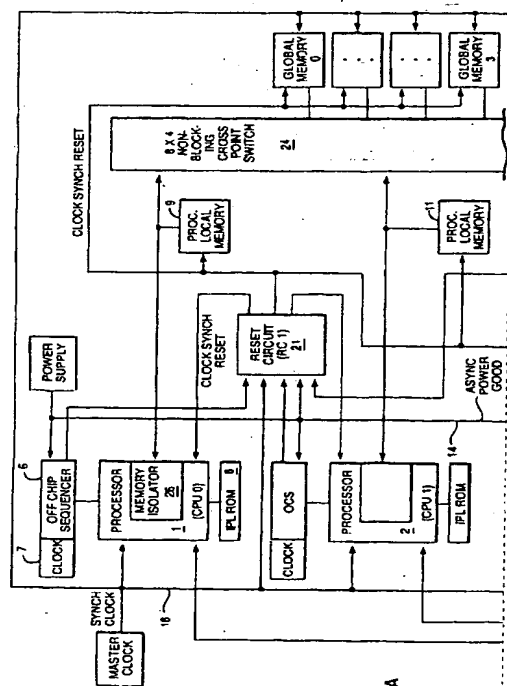 POWER
SUPPLY
CLOCK SYNCH RESET
7
6
CLOCK
OFF CHIP
SEQUENCER
MASTER
CLOCK
SYNCH
CLOCK
16
PROCESSOR
MEMORY
ISOLATOR
26
1
(CPU 0)
IPL ROM 8
CLOCK SYNCH
RESET
RESET
CIRCUIT
(RC 1)
21
9
PROC.
LOCAL
MEMORY
8 X 4
NON-
BLOCK-
ING
CROSS
POINT
SWITCH
24
GLOBAL
MEMORY
0
. . .
. . .
GLOBAL
MEMORY
3
CLOCK
OCS
PROCESSOR
2
(CPU 1)
IPL ROM
11
PROC.
LOCAL
MEMORY
14
ASYNC
POWER
GOOD
A